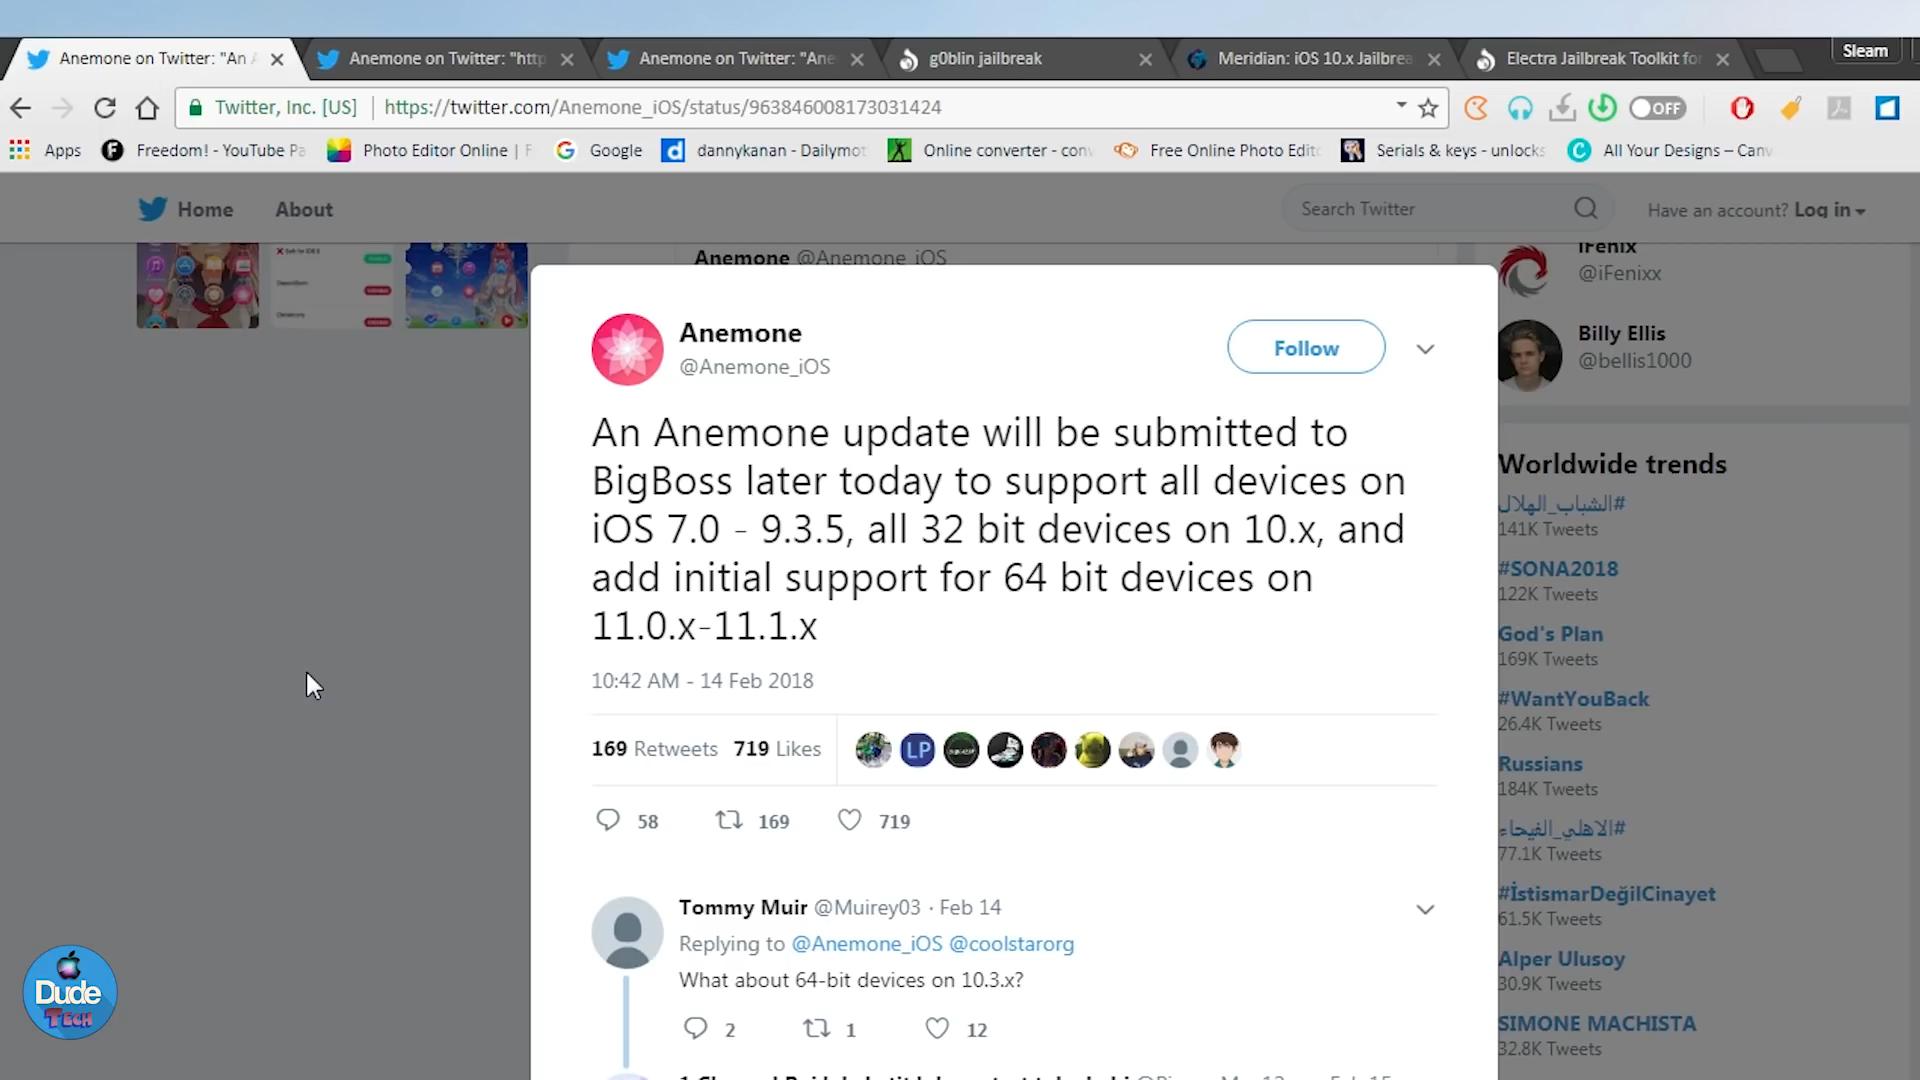 Anemone on Twitter: "An A
Anemone on Twitter: "http
Anemone on Twitter: "Ane
g0blin jailbreak
Meridian: iOS 10.x Jailbrea
Electra Jailbreak Toolkit for
Sleam
Twitter, Inc. [US]
https://twitter.com/Anemone_iOS/status/963846008173031424
OFF
Apps
Freedom! - YouTube Pa
Photo Editor Online | F
Google
dannykanan - Dailymot
Online converter - conv
Free Online Photo Edito
Serials & keys - unlocks
All Your Designs – Canv
Home
About
Search Twitter
Have an account? Log in
Anemone @Anemone_iOS
iFenix
@iFenixx
Billy Ellis
@bellis1000
Anemone
@Anemone_iOS
Follow
An Anemone update will be submitted to
BigBoss later today to support all devices on
iOS 7.0 - 9.3.5, all 32 bit devices on 10.x, and
add initial support for 64 bit devices on
11.0.x-11.1.x
10:42 AM - 14 Feb 2018
169 Retweets 719 Likes
LP
58
169
719
Tommy Muir @Muirey03 · Feb 14
Replying to @Anemone_iOS @coolstarorg
What about 64-bit devices on 10.3.x?
2
1
12
Worldwide trends
#الشباب_الهلال
141K Tweets
#SONA2018
122K Tweets
God's Plan
169K Tweets
#WantYouBack
26.4K Tweets
Russians
184K Tweets
#الاهلي_الفيحاء
77.1K Tweets
#İstismarDeğilCinayet
61.5K Tweets
Alper Ulusoy
30.9K Tweets
SIMONE MACHISTA
32.8K Tweets
Dude
Tech